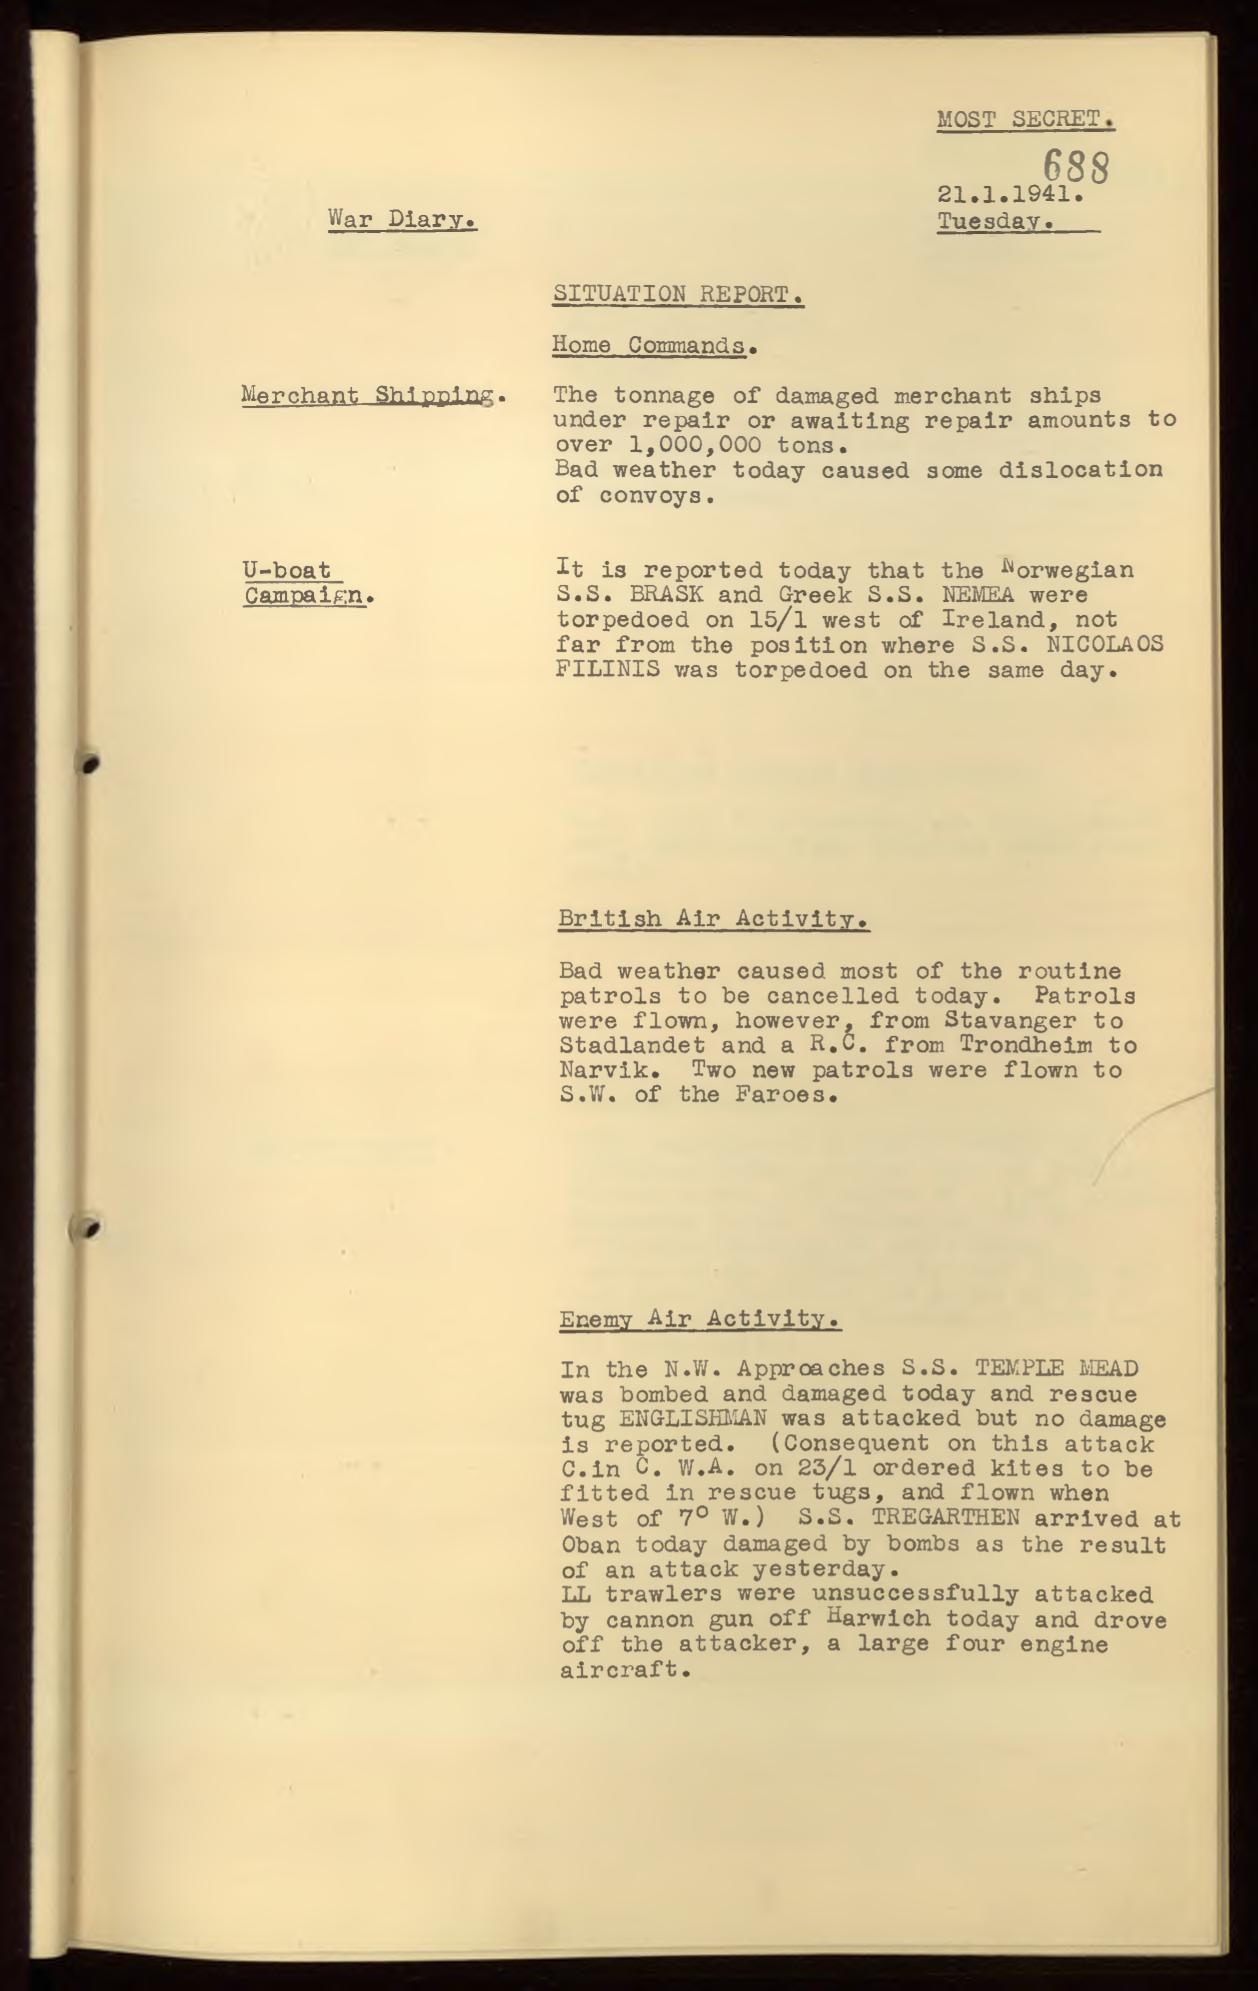 MOST SECRET.
688
21.1.1941.
War Diary.
Tuesday.
SITUATION REPORT.
Home Commands.
Merchant Shipping.
The tonnage of damaged merchant ships
under repair or awaiting repair amounts to
over 1,000,000 tons.
Bad weather today caused some dislocation
of convoys.
U-boat
Campaign.
It is reported today that the Norwegian
S.S. BRASK and Greek S.S. NEMEA were
torpedoed on 15/1 west of Ireland, not
far from the position where S.S. NICOLAOS
FILINIS was torpedoed on the same day.
British Air Activity.
Bad weather caused most of the routine
patrols to be cancelled today. Patrols
were flown, however, from Stavanger to
Stadlandet and a R.C. from Trondheim to
Narvik. Two new patrols were flown to
S.W. of the Faroes.
Enemy Air Activity.
In the N.W. Approaches S.S. TEMPLE MEAD
was bombed and damaged today and rescue
tug ENGLISHMAN was attacked but no damage
is reported. (Consequent on this attack
C.in C. W.A. on 23/1 ordered kites to be
fitted in rescue tugs, and flown when
West of 7° W.) S.S. TREGARTHEN arrived at
Oban today damaged by bombs as the result
of an attack yesterday.
LL trawlers were unsuccessfully attacked
by cannon gun off Harwich today and drove
off the attacker, a large four engine
aircraft.